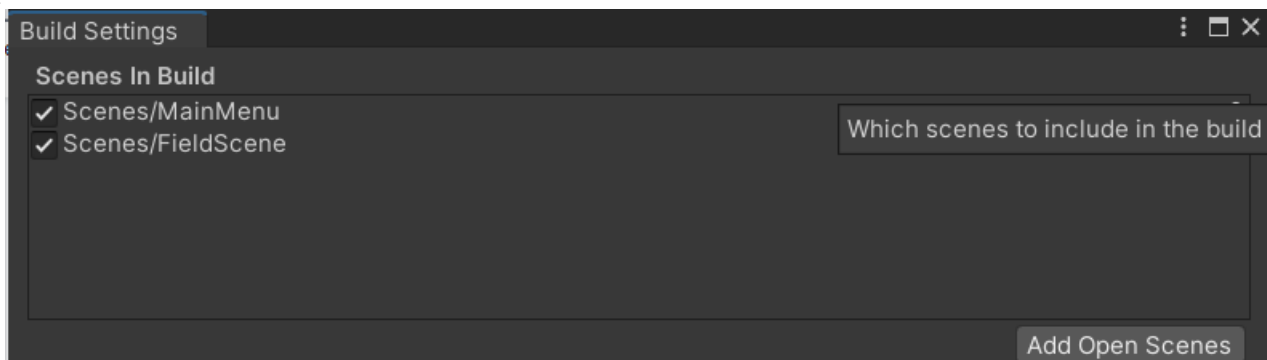 Build Settings
Scenes In Build
Scenes/MainMenu
Scenes/FieldScene
Which scenes to include in the build
Add Open Scenes